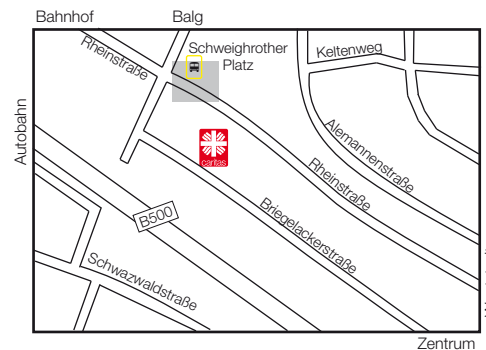 Bahnhof
Balg
Rheinstraße
Schweighrother
Platz
Keltenweg
Autobahn
Alemannenstraße
caritas
Rheinstraße
Briegelackerstraße
B500
Schwazwaldstraße
Zentrum